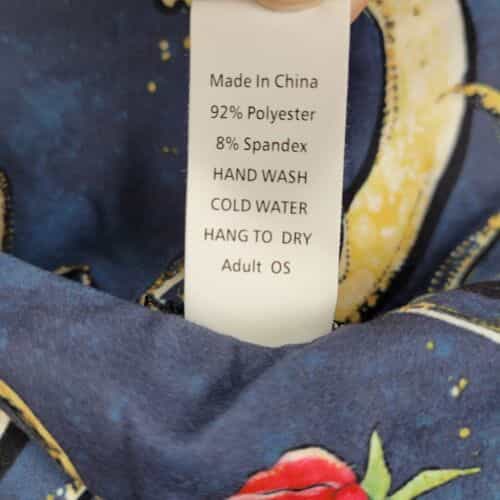 Made In China
92% Polyester
8% Spandex
HAND WASH
COLD WATER
HANG TO DRY
Adult OS